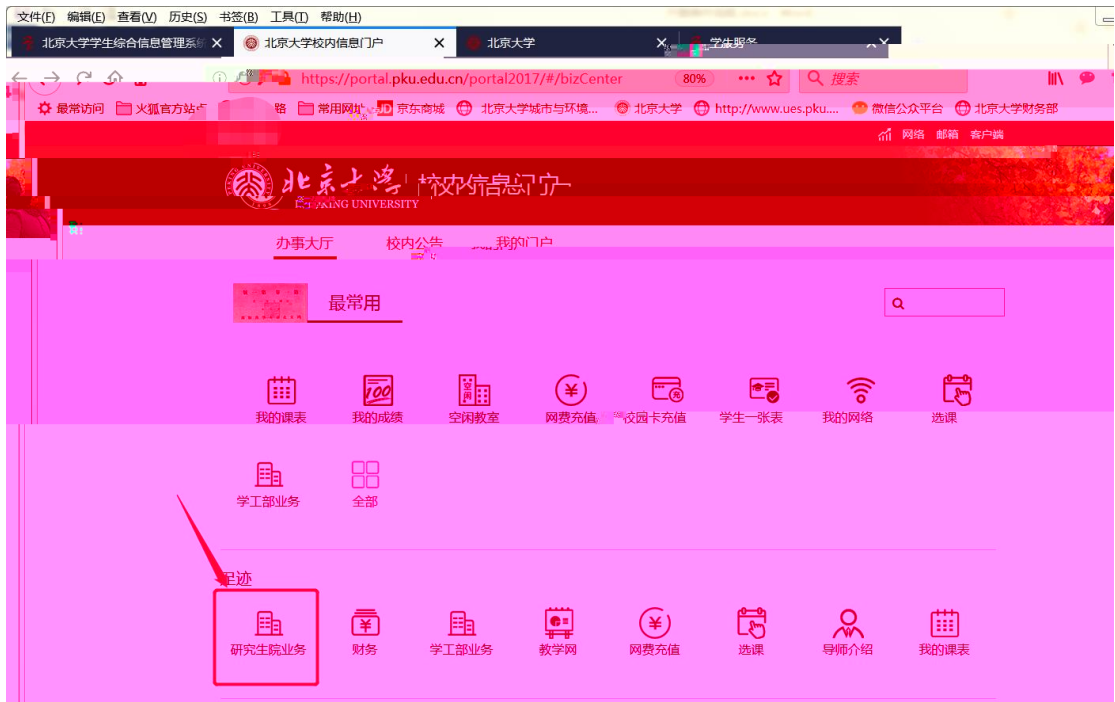 文件(F) 编辑(E) 查看(V) 历史(S) 书签(B) 工具(T) 帮助(H)
北京大学学生综合信息管理系统 北京大学校内信息门户 北京大学 学生服务
https://portal.pku.edu.cn/portal2017/#/bizCenter 80% 搜索
最常访问 火狐官方站点 路 常用网址 JD 京东商城 北京大学城市与环境... 北京大学 http://www.ues.pku.... 微信公众平台 北京大学财务部
网络 邮箱 客户端
北京大学 校内信息门户
PEKING UNIVERSITY
办事大厅 校内公告 我的门户
最常用
我的课表 我的成绩 空闲教室 网费充值 校园卡充值 学生一张表 我的网络 选课
学工部业务 全部
足迹
研究生院业务 财务 学工部业务 教学网 网费充值 选课 导师介绍 我的课表